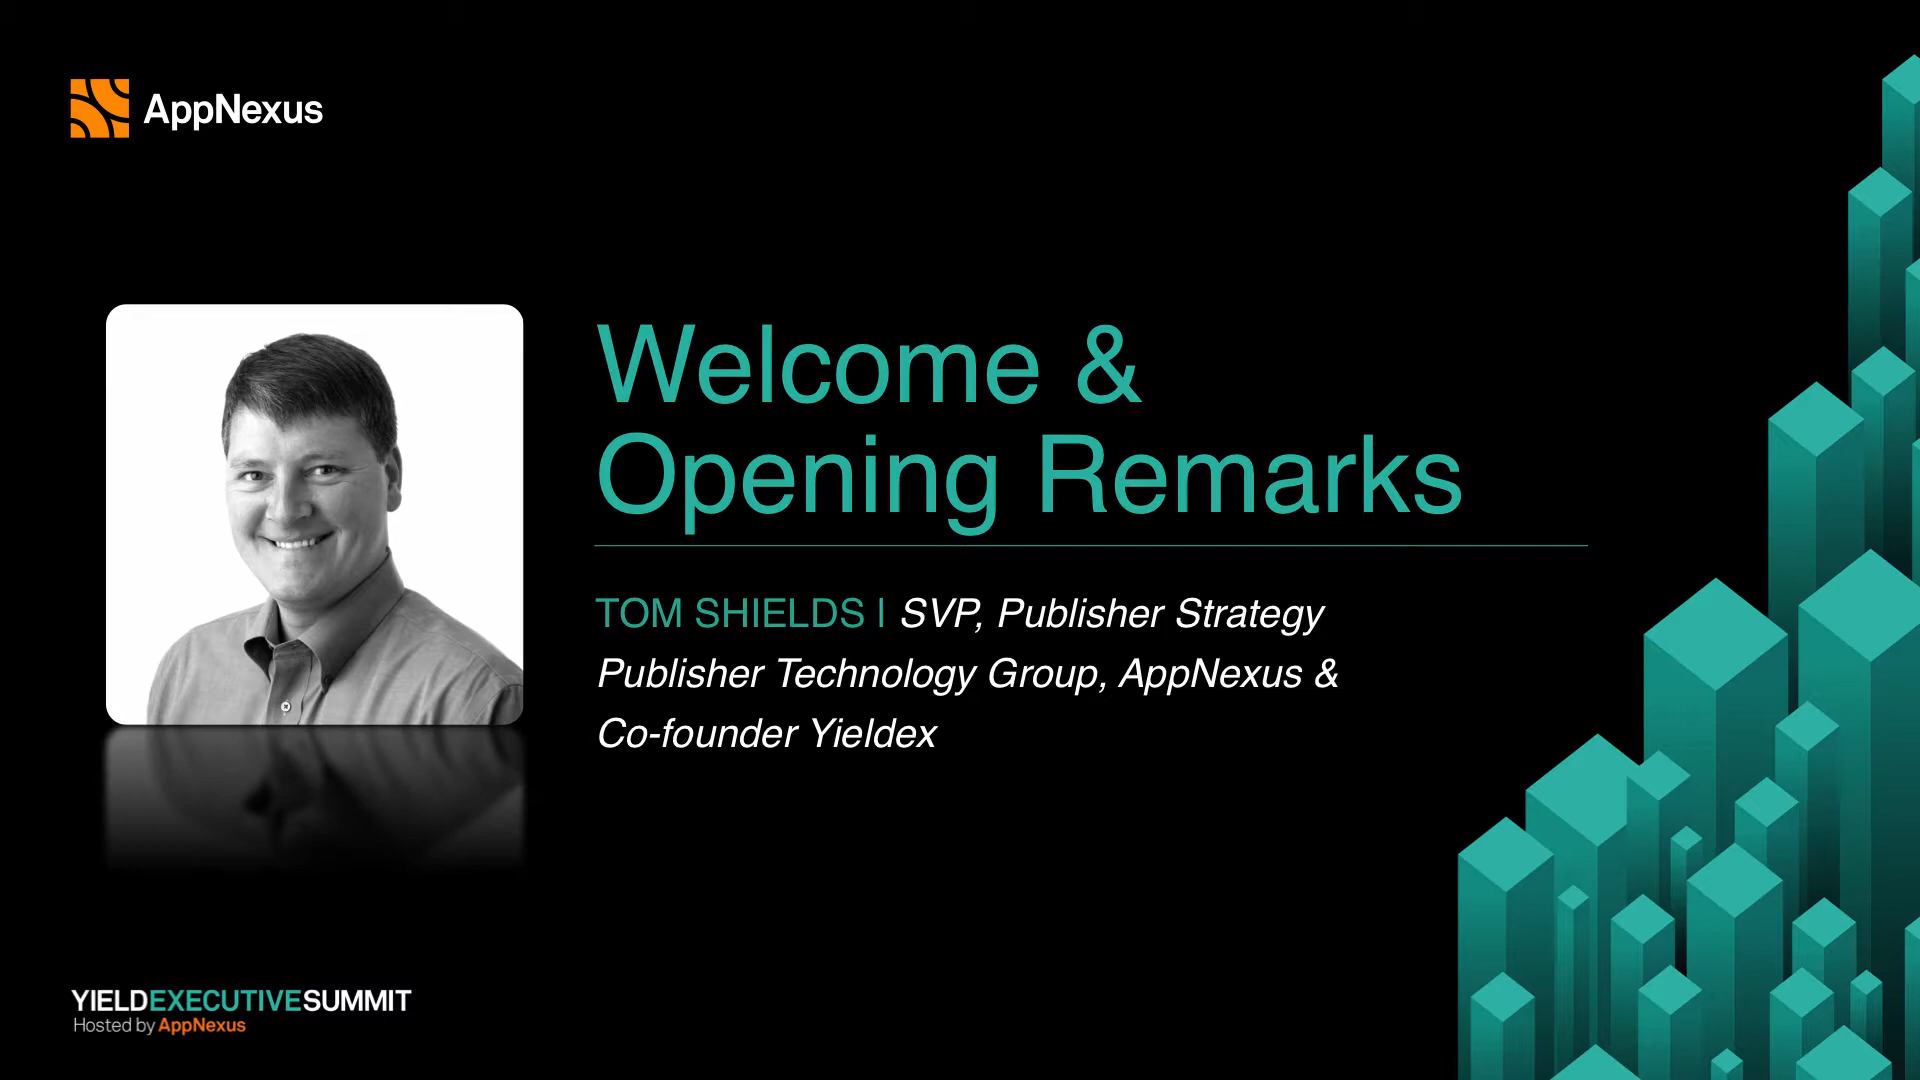 AppNexus
Welcome &
Opening Remarks
TOM SHIELDS | SVP, Publisher Strategy
Publisher Technology Group, AppNexus &
Co-founder Yieldex
YIELDEXECUTIVESUMMIT
Hosted by AppNexus